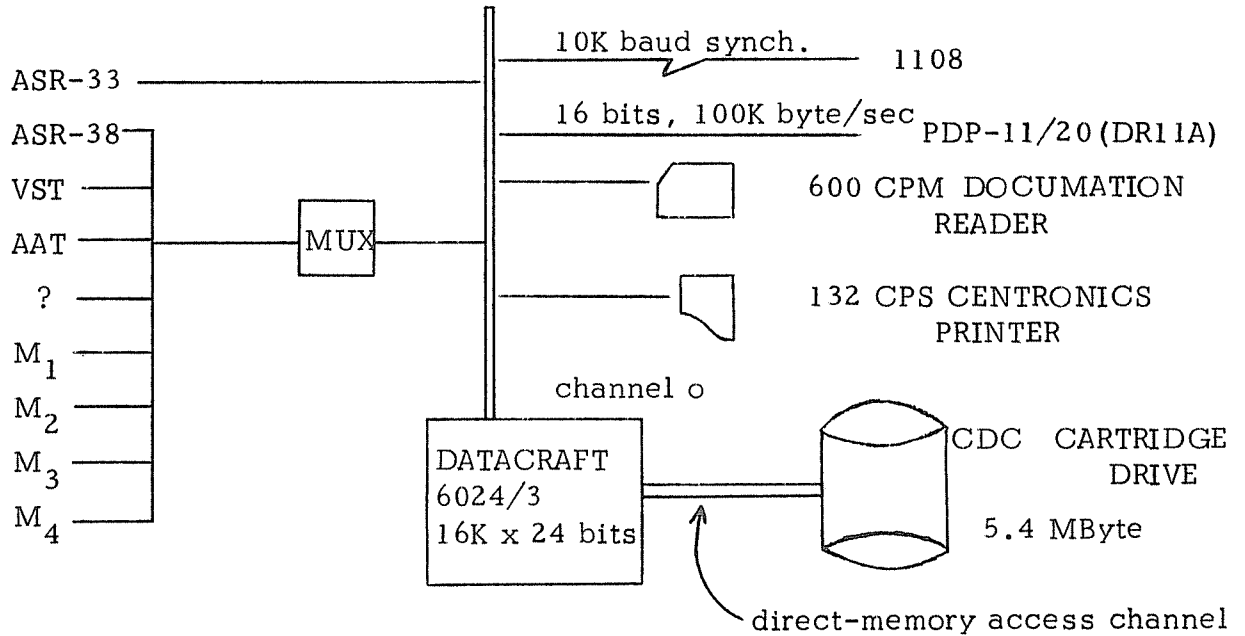 10K baud synch.
1108
ASR-33
16 bits, 100K byte/sec
PDP-11/20 (DR11A)
ASR-38
VST
AAT
?
M1
M2
M3
M4
MUX
600 CPM DOCUMATION
READER
132 CPS CENTRONICS
PRINTER
channel o
DATACRAFT
6024/3
16K x 24 bits
CDC CARTRIDGE
DRIVE
5.4 MByte
direct-memory access channel